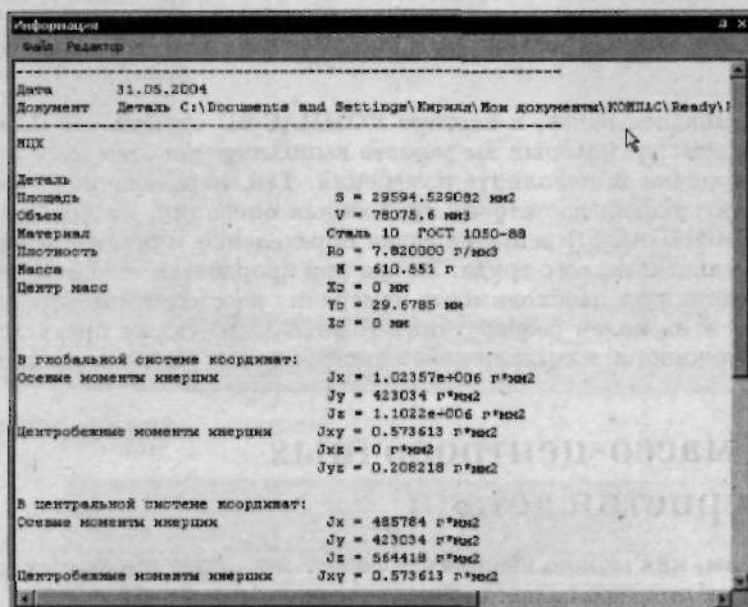 Информация
Файл Редактор
Дата 31.05.2004
Документ Деталь C:\Documents and Settings\Кирилл\Мои документы\КОМПАС\Ready\
МЦХ
Деталь
Площадь S = 29594.529082 мм2
Объем V = 78075.6 мм3
Материал Сталь 10 ГОСТ 1050-88
Плотность Ro = 7.820000 г/мм3
Масса M = 610.551 г
Центр масс Xc = 0 мм
Yc = 29.6785 мм
Zc = 0 мм
В глобальной системе координат:
Осевые моменты инерции Jx = 1.02357e+006 г*мм2
Jy = 423034 г*мм2
Jz = 1.1022e+006 г*мм2
Центробежные моменты инерции Jxy = 0.573613 г*мм2
Jxz = 0 г*мм2
Jyz = 0.208218 г*мм2
В центральной системе координат:
Осевые моменты инерции Jx = 485784 г*мм2
Jy = 423034 г*мм2
Jz = 564418 г*мм2
Центробежные моменты инерции Jxy = 0.573613 г*мм2